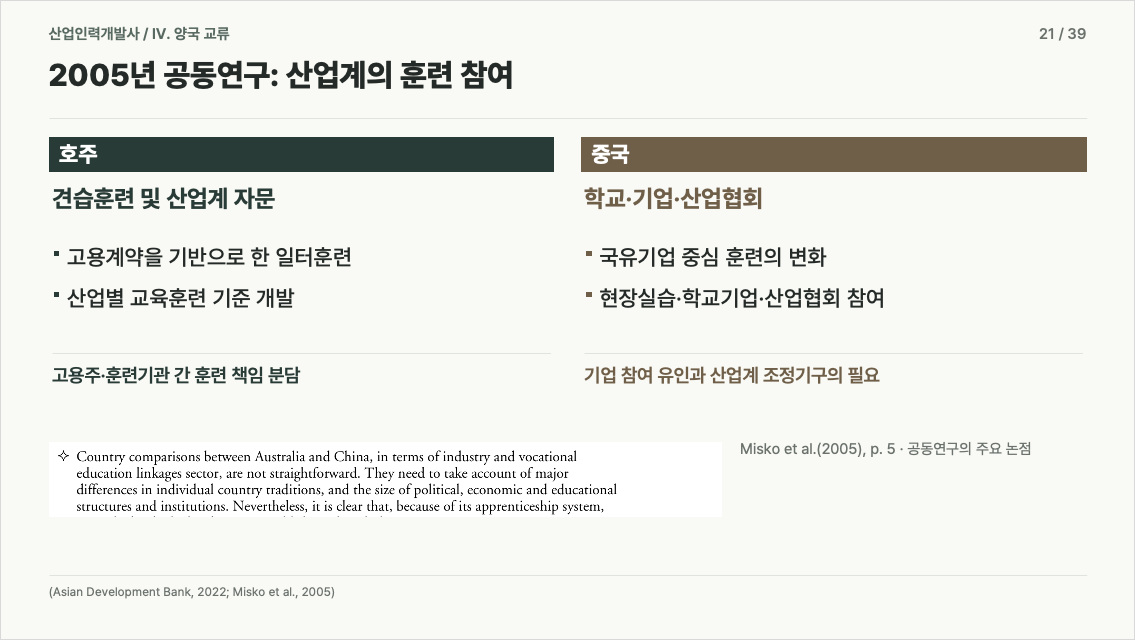 산업인력개발사 / IV. 양국 교류
21 / 39
2005년 공동연구: 산업계의 훈련 참여
호주
견습훈련 및 산업계 자문
▪ 고용계약을 기반으로 한 일터훈련
▪ 산업별 교육훈련 기준 개발
고용주·훈련기관 간 훈련 책임 분담
중국
학교·기업·산업협회
▪ 국유기업 중심 훈련의 변화
▪ 현장실습·학교기업·산업협회 참여
기업 참여 유인과 산업계 조정기구의 필요
✧ Country comparisons between Australia and China, in terms of industry and vocational
education linkages sector, are not straightforward. They need to take account of major
differences in individual country traditions, and the size of political, economic and educational
structures and institutions. Nevertheless, it is clear that, because of its apprenticeship system,
Misko et al.(2005), p. 5 · 공동연구의 주요 논점
(Asian Development Bank, 2022; Misko et al., 2005)